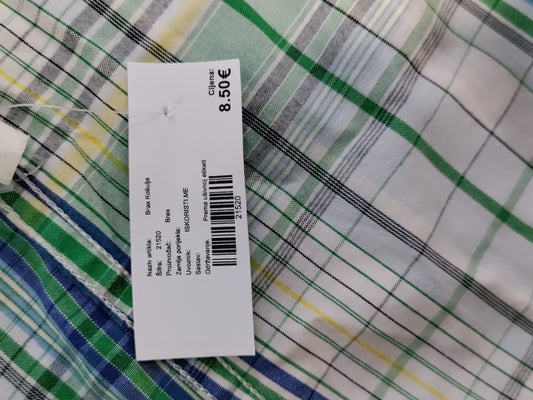 Cijena:
8.50 €
Naziv artikla: Brax Košulja
Šifra: 21520
Proizvođač: Brax
Zemlja porijekla:
Uvoznik: ISKORISTI.ME
Sastav:
Održavanje: Prema ušivnoj etiketi
21520